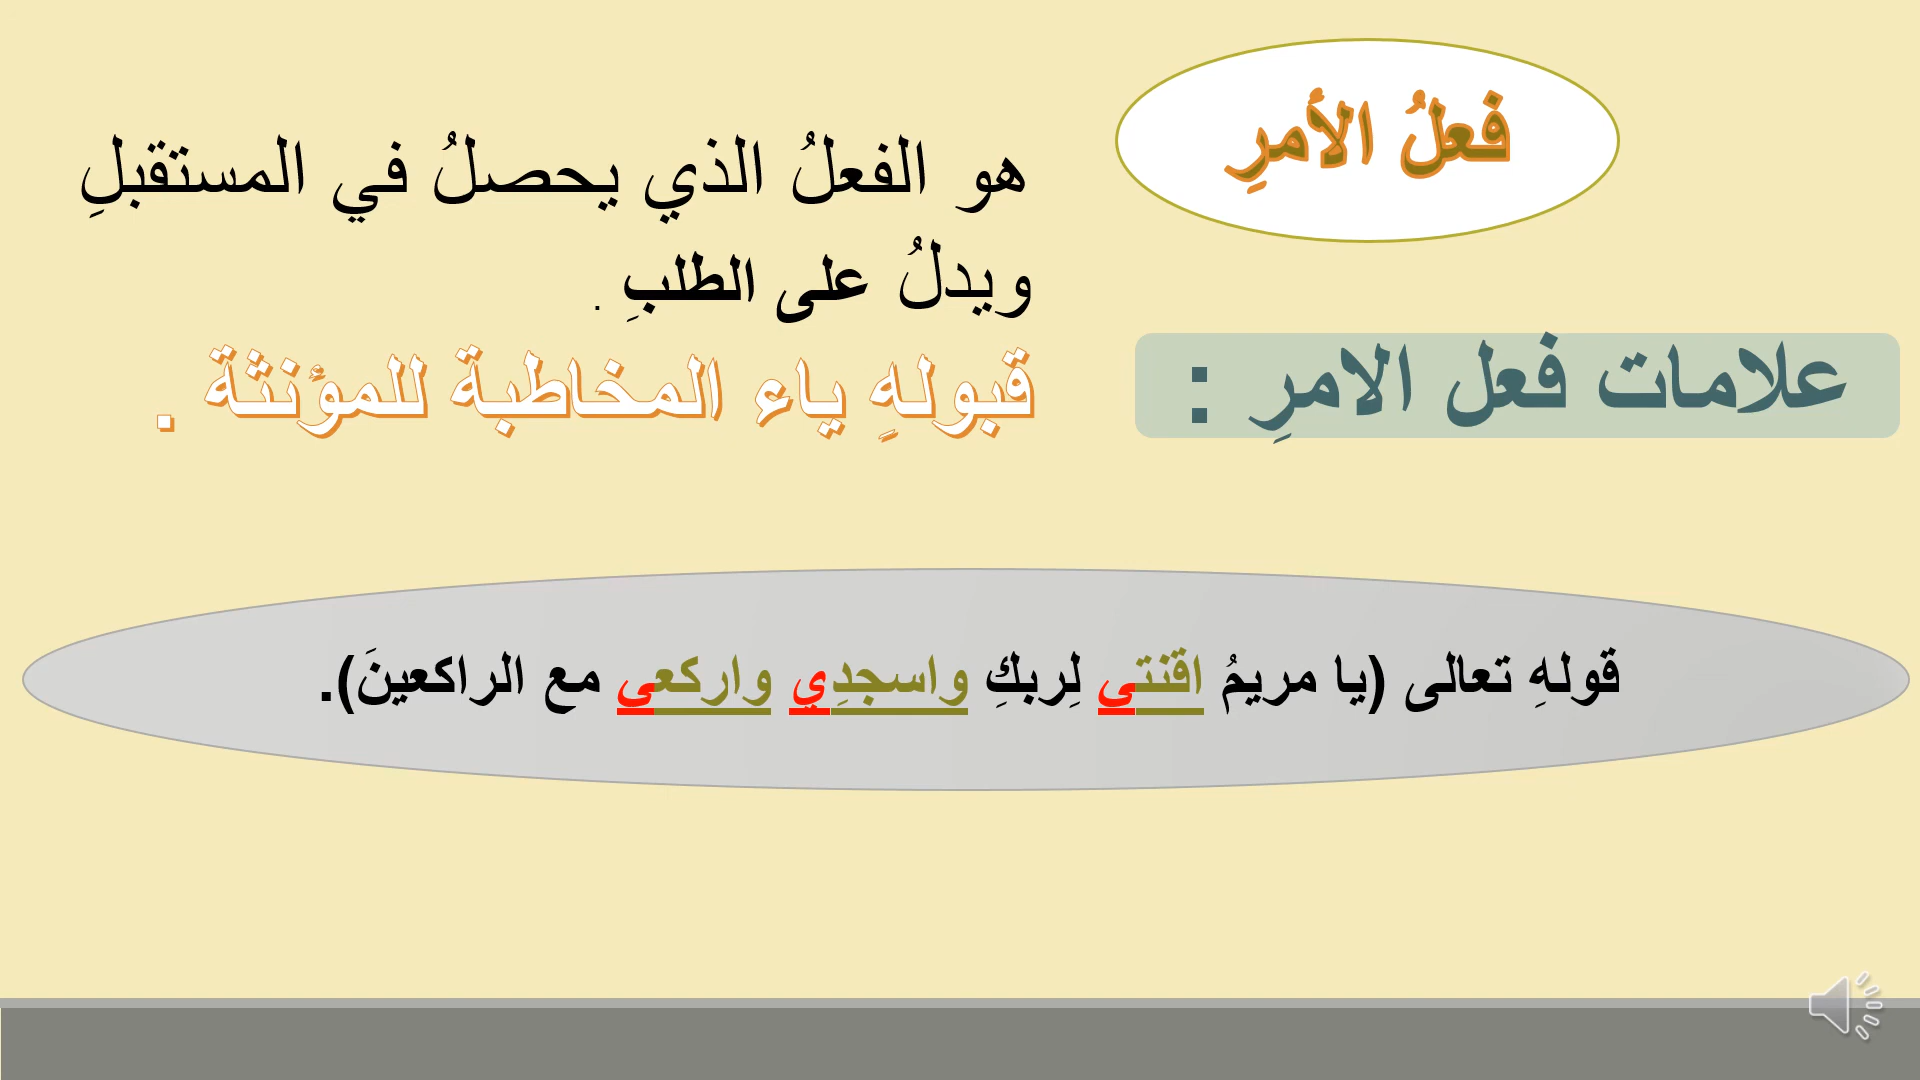 فعلُ الأمرِ
هو الفعلُ الذي يحصلُ في المستقبلِ
ويدلُ على الطلبِ .
علامات فعل الامرِ :
قبولهِ ياء المخاطبة للمؤنثة .
قولهِ تعالى (يا مريمُ اقنتي لِربكِ واسجدِي واركعي مع الراكعينَ).